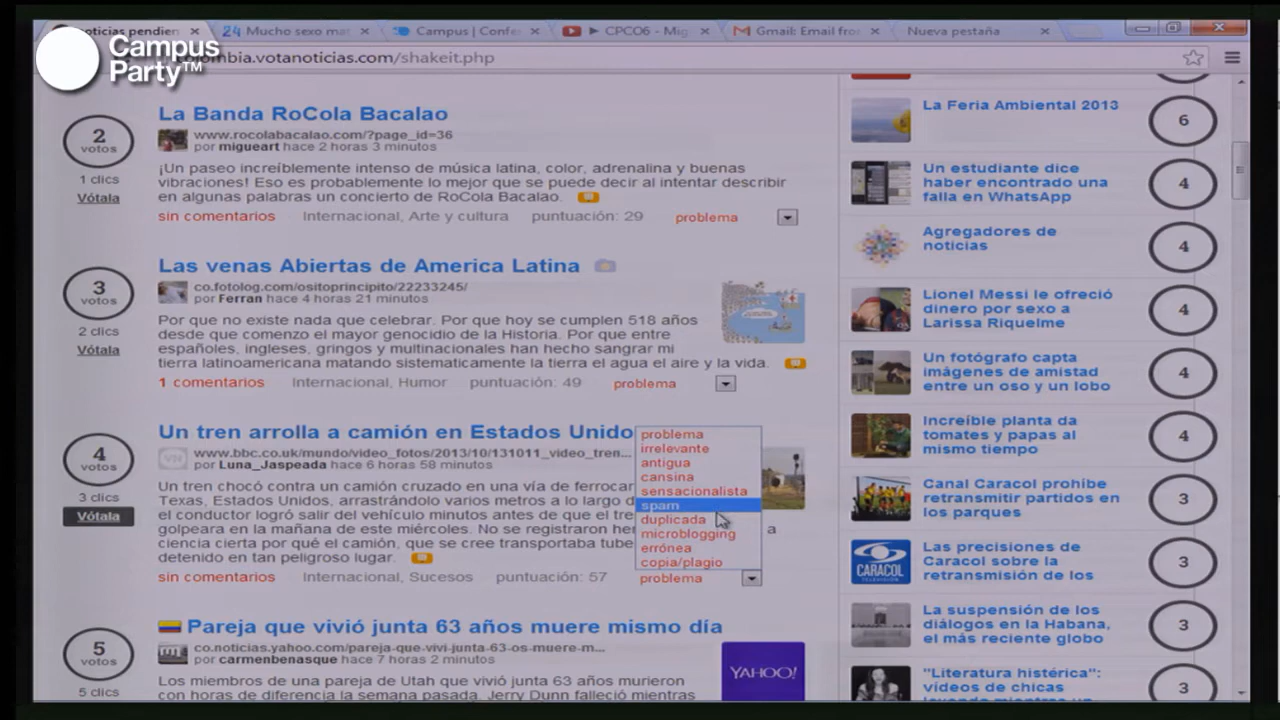 Campus
Party™
noticias pendien
24 Mucho sexo mat
Campus | Confe
CPCO6 - Mig
Gmail: Email from
Nueva pestaña
lombia.votanoticias.com/shakeit.php
La Banda RoCola Bacalao
2
votos
1 clics
Vótala
www.rocolabacalao.com/?page_id=36
por migueart hace 2 horas 3 minutos
¡Un paseo increíblemente intenso de música latina, color, adrenalina y buenas
vibraciones! Eso es probablemente lo mejor que se puede decir al intentar describir
en algunas palabras un concierto de RoCola Bacalao.
sin comentarios Internacional, Arte y cultura puntuación: 29 problema
Las venas Abiertas de America Latina
3
votos
2 clics
Vótala
co.fotolog.com/ositoprincipito/22233245/
por Ferran hace 4 horas 21 minutos
Por que no existe nada que celebrar. Por que hoy se cumplen 518 años
desde que comenzo el mayor genocidio de la Historia. Por que entre
españoles, ingleses, gringos y multinacionales han hecho sangrar mi
tierra latinoamericana matando sistematicamente la tierra el agua el aire y la vida.
1 comentarios Internacional, Humor puntuación: 49 problema
Un tren arrolla a camión en Estados Unido
4
votos
3 clics
Vótala
www.bbc.co.uk/mundo/video_fotos/2013/10/131011_video_tren...
por Luna_Jaspeada hace 6 horas 58 minutos
Un tren chocó contra un camión cruzado en una vía de ferrocar
Texas, Estados Unidos, arrastrándolo varios metros a lo largo d
el conductor logró salir del vehículo minutos antes de que el tre
golpeara en la mañana de este miércoles. No se registraron her
a
ciencia cierta por qué el camión, que se cree transportaba tube
detenido en tan peligroso lugar.
sin comentarios Internacional, Sucesos puntuación: 57 problema
problema
irrelevante
antigua
cansina
sensacionalista
spam
duplicada
microblogging
errónea
copia/plagio
Pareja que vivió junta 63 años muere mismo día
5
votos
5 clics
co.noticias.yahoo.com/pareja-que-vivi-junta-63-os-muere-m...
por carmenbenasque hace 7 horas 2 minutos
Los miembros de una pareja de Utah que vivió junta 63 años murieron
con horas de diferencia la semana pasada. Jerry Dunn falleció mientras
YAHOO!
La Feria Ambiental 2013
6
Un estudiante dice
haber encontrado una
falla en WhatsApp
4
Agregadores de
noticias
4
Lionel Messi le ofreció
dinero por sexo a
Larissa Riquelme
4
Un fotógrafo capta
imágenes de amistad
entre un oso y un lobo
4
Increíble planta da
tomates y papas al
mismo tiempo
4
Canal Caracol prohíbe
retransmitir partidos en
los parques
3
CARACOL
TELEVISIÓN
Las precisiones de
Caracol sobre la
retransmisión de los
3
La suspensión de los
diálogos en la Habana,
el más reciente globo
3
"Literatura histérica":
vídeos de chicas
leyendo mientras un
3